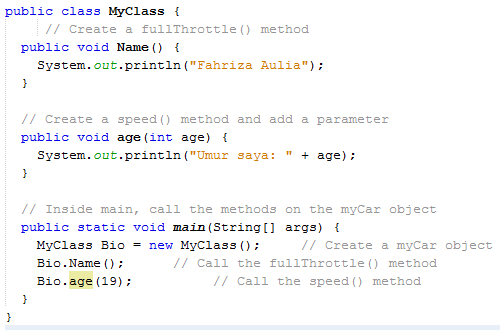 public class MyClass {
// Create a fullThrottle() method
public void Name() {
System.out.println("Fahriza Aulia");
}
// Create a speed() method and add a parameter
public void age(int age) {
System.out.println("Umur saya: " + age);
}
// Inside main, call the methods on the myCar object
public static void main(String[] args) {
MyClass Bio = new MyClass();     // Create a myCar object
Bio.Name();      // Call the fullThrottle() method
Bio.age(19);          // Call the speed() method
}
}